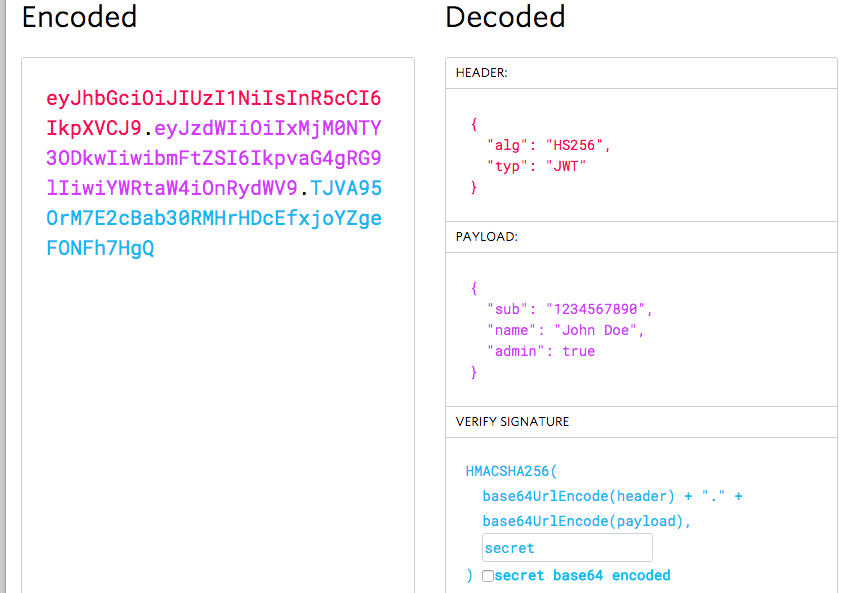 Encoded
eyJhbGciOiJIUzI1NiIsInR5cCI6
IkpXVCJ9.eyJzdWIiOiIxMjM0NTY
3ODkwIiwibmFtZSI6IkpvaG4gRG9
lIiwiYWRtaW4iOnRydWV9.TJVA95
OrM7E2cBab30RMHrHDcEfxjoYZge
FONFh7HgQ
Decoded
HEADER:
{
"alg": "HS256",
"typ": "JWT"
}
PAYLOAD:
{
"sub": "1234567890",
"name": "John Doe",
"admin": true
}
VERIFY SIGNATURE
HMACSHA256(
base64UrlEncode(header) + "." +
base64UrlEncode(payload),
secret
) secret base64 encoded